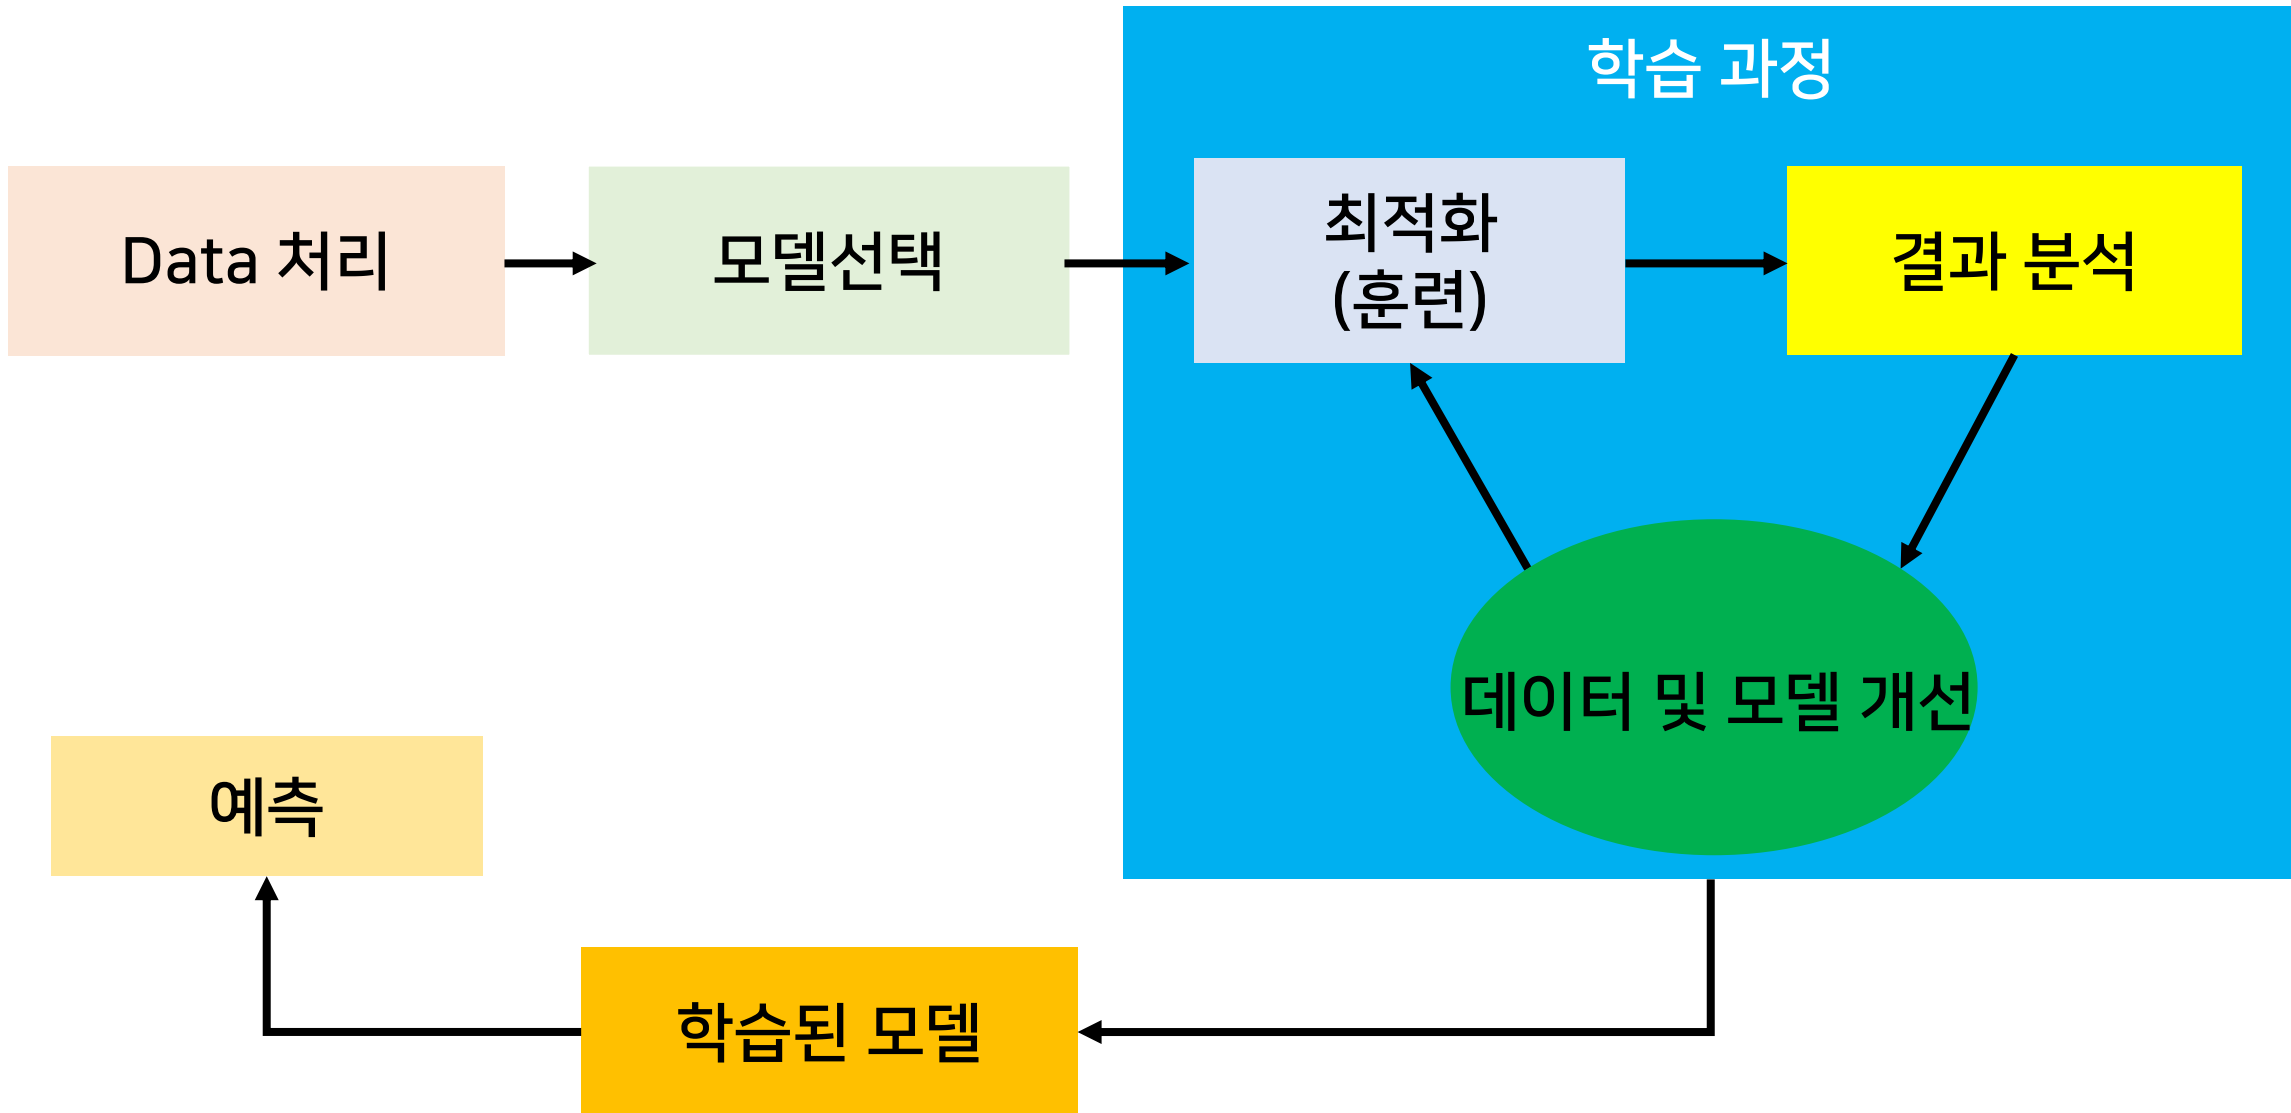 학습 과정
Data 처리
모델선택
최적화
(훈련)
결과 분석
데이터 및 모델 개선
예측
학습된 모델